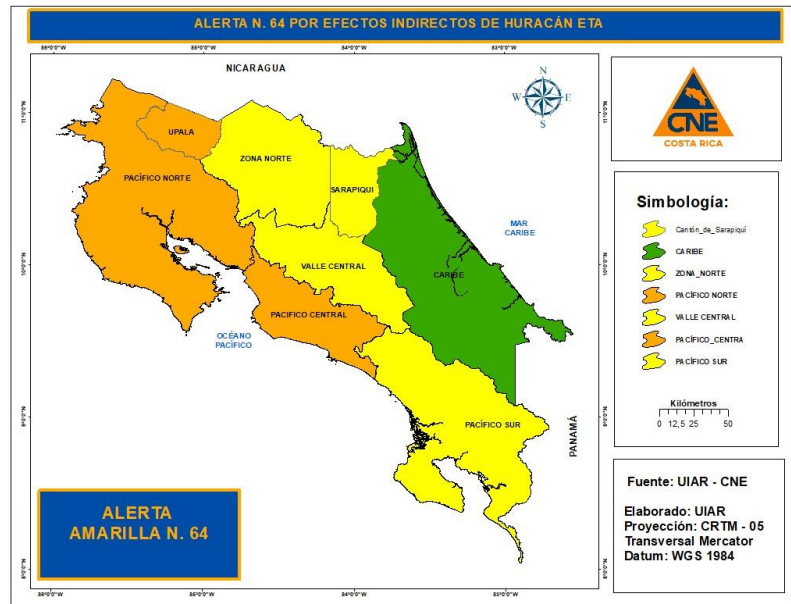 ALERTA N. 64 POR EFECTOS INDIRECTOS DE HURACÁN ETA
86°0'0"W
85°0'0"W
84°0'0"W
83°0'0"W
NICARAGUA
N
W
E
S
UPALA
ZONA NORTE
PACÍFICO NORTE
SARAPIQUI
MAR
CARIBE
VALLE CENTRAL
CARIBE
PACIFICO CENTRAL
OCÉANO
PACÍFICO
PACÍFICO SUR
PANAMÁ
ALERTA
AMARILLA N. 64
CNE
COSTA RICA
Simbología:
Cantón_de_Sarapiquí
CARIBE
ZONA_NORTE
PACÍFICO NORTE
VALLE CENTRAL
PACÍFICO_CENTRA
PACÍFICO SUR
Kilómetros
0 12,5 25 50
Fuente: UIAR - CNE
Elaborado: UIAR
Proyección: CRTM - 05
Transversal Mercator
Datum: WGS 1984